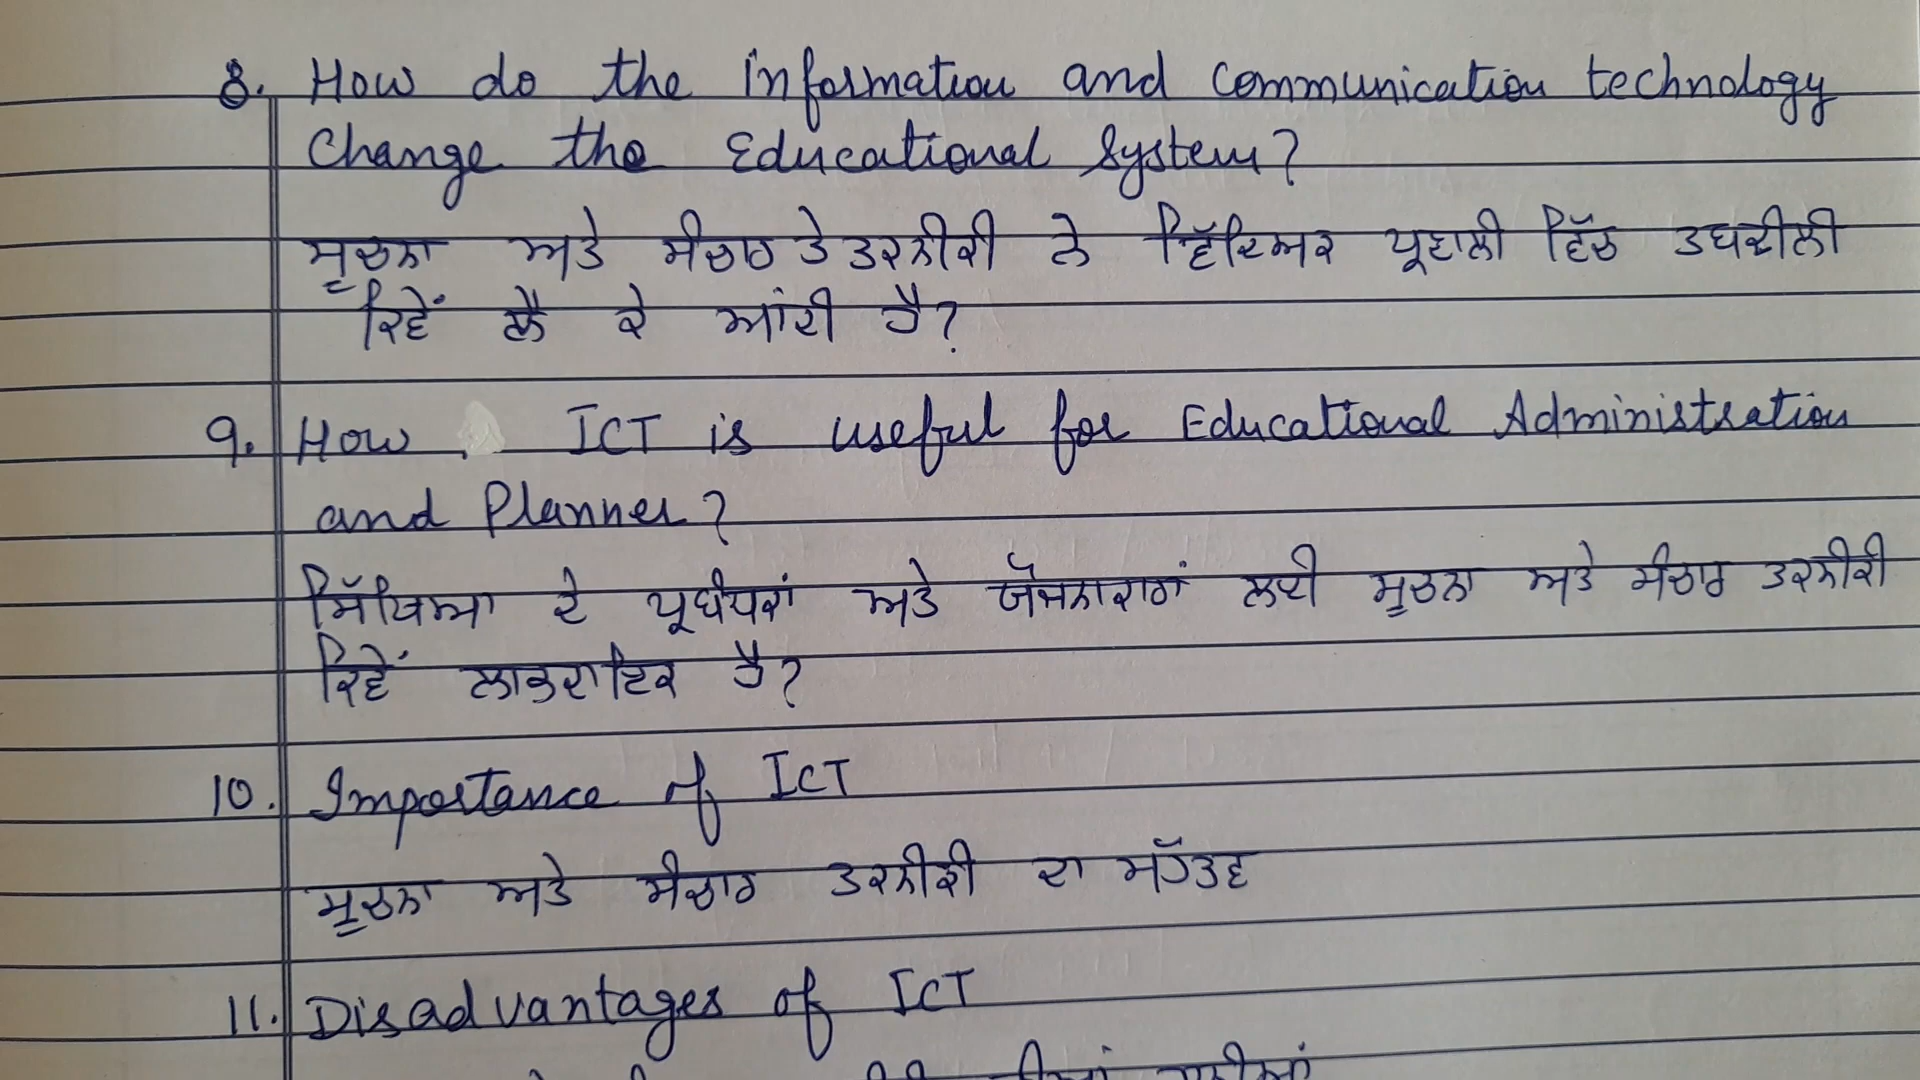 8. How do the information and communication technology
Change the Educational System?
ਸੂਚਨਾ ਅਤੇ ਸੰਚਾਰ ਤੇ ਤਕਨੀਕੀ ਨੇ ਵਿੱਦਿਅਕ ਪ੍ਰਣਾਲੀ ਵਿੱਚ ਤਬਦੀਲੀ
ਕਿਵੇਂ ਲੈ ਕੇ ਆਂਦੀ ਹੈ?
9. How ICT is useful for Educational Administration
and Planner?
ਸਿੱਖਿਆ ਦੇ ਪ੍ਰਬੰਧਕਾਂ ਅਤੇ ਯੋਜਨਾਕਾਰਾਂ ਲਈ ਸੂਚਨਾ ਅਤੇ ਸੰਚਾਰ ਤਕਨੀਕੀ
ਕਿਵੇਂ ਲਾਭਦਾਇਕ ਹੈ?
10. Importance of ICT
ਸੂਚਨਾ ਅਤੇ ਸੰਚਾਰ ਤਕਨੀਕੀ ਦਾ ਮਹੱਤਵ
11. Disadvantages of ICT